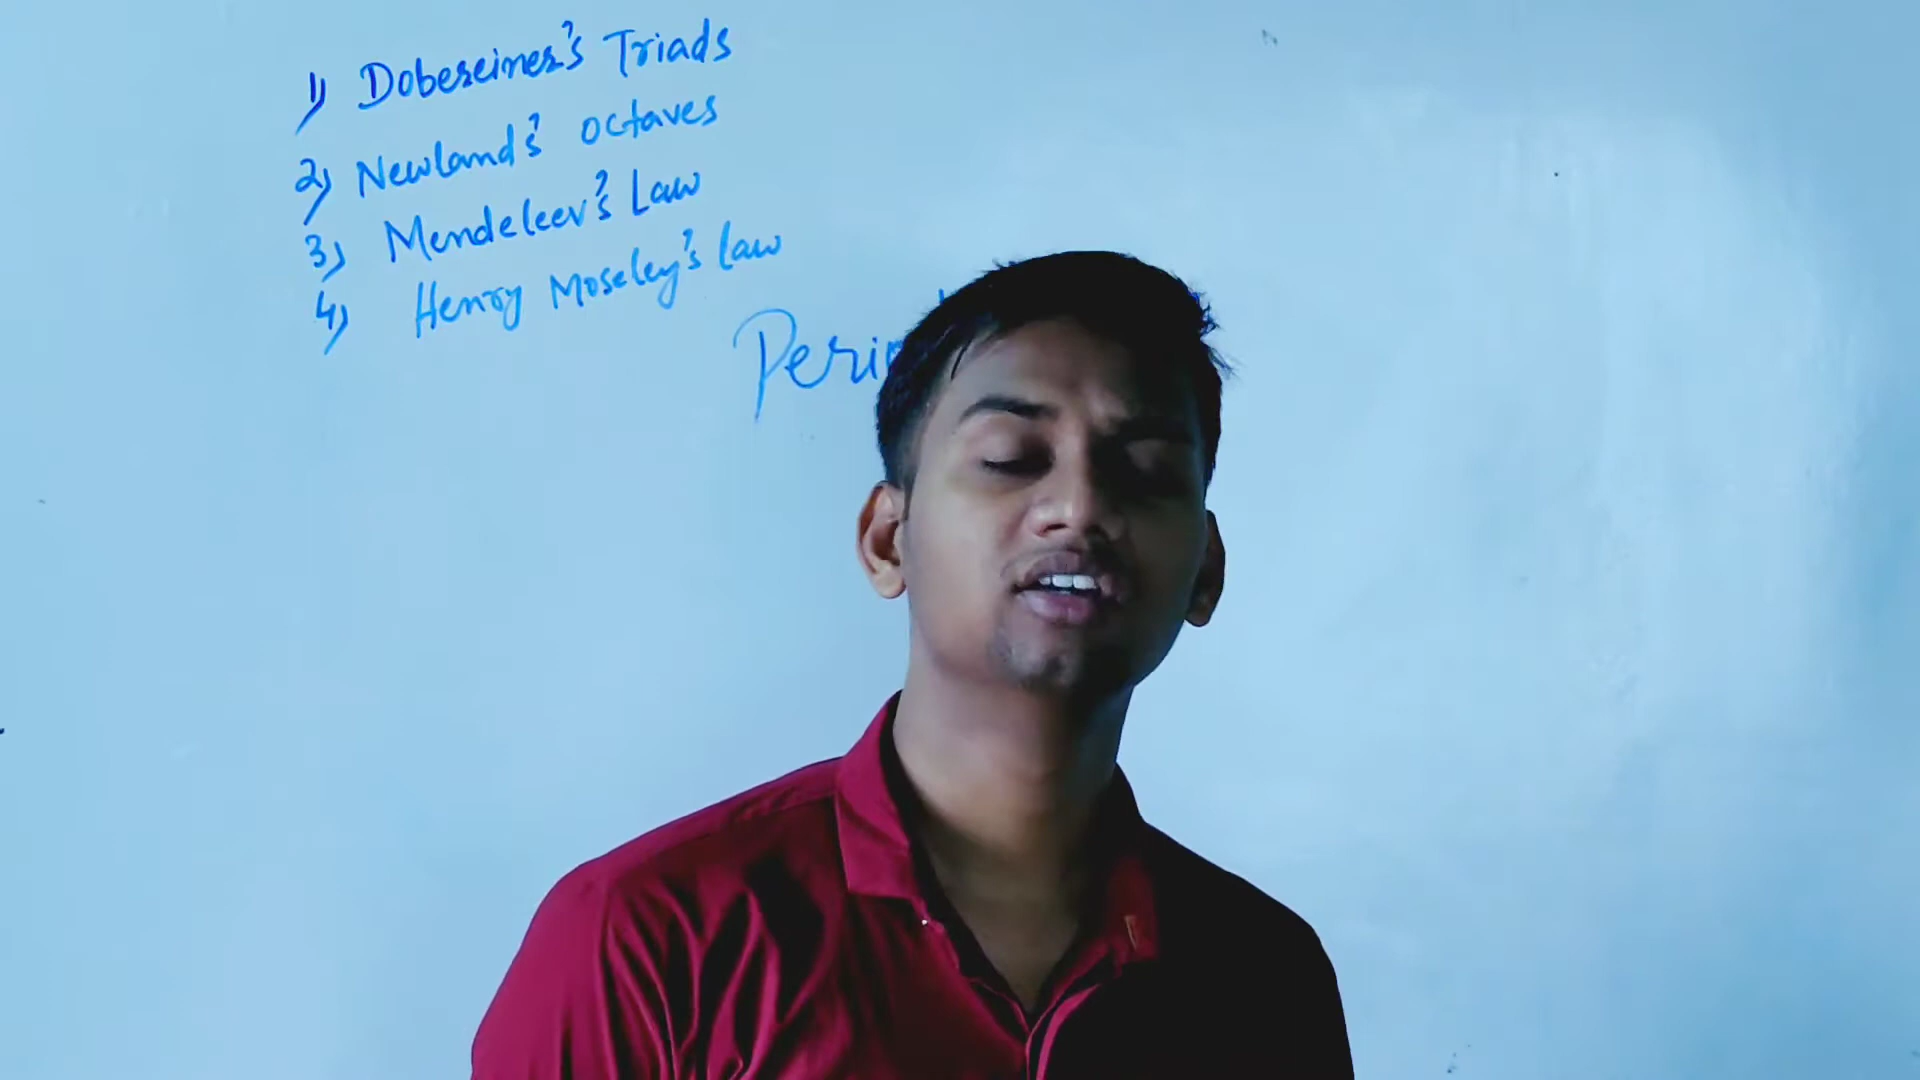 1) Dobereiner's Triads
2) Newland's octaves
3) Mendeleev's Law
4) Henry Moseley's law